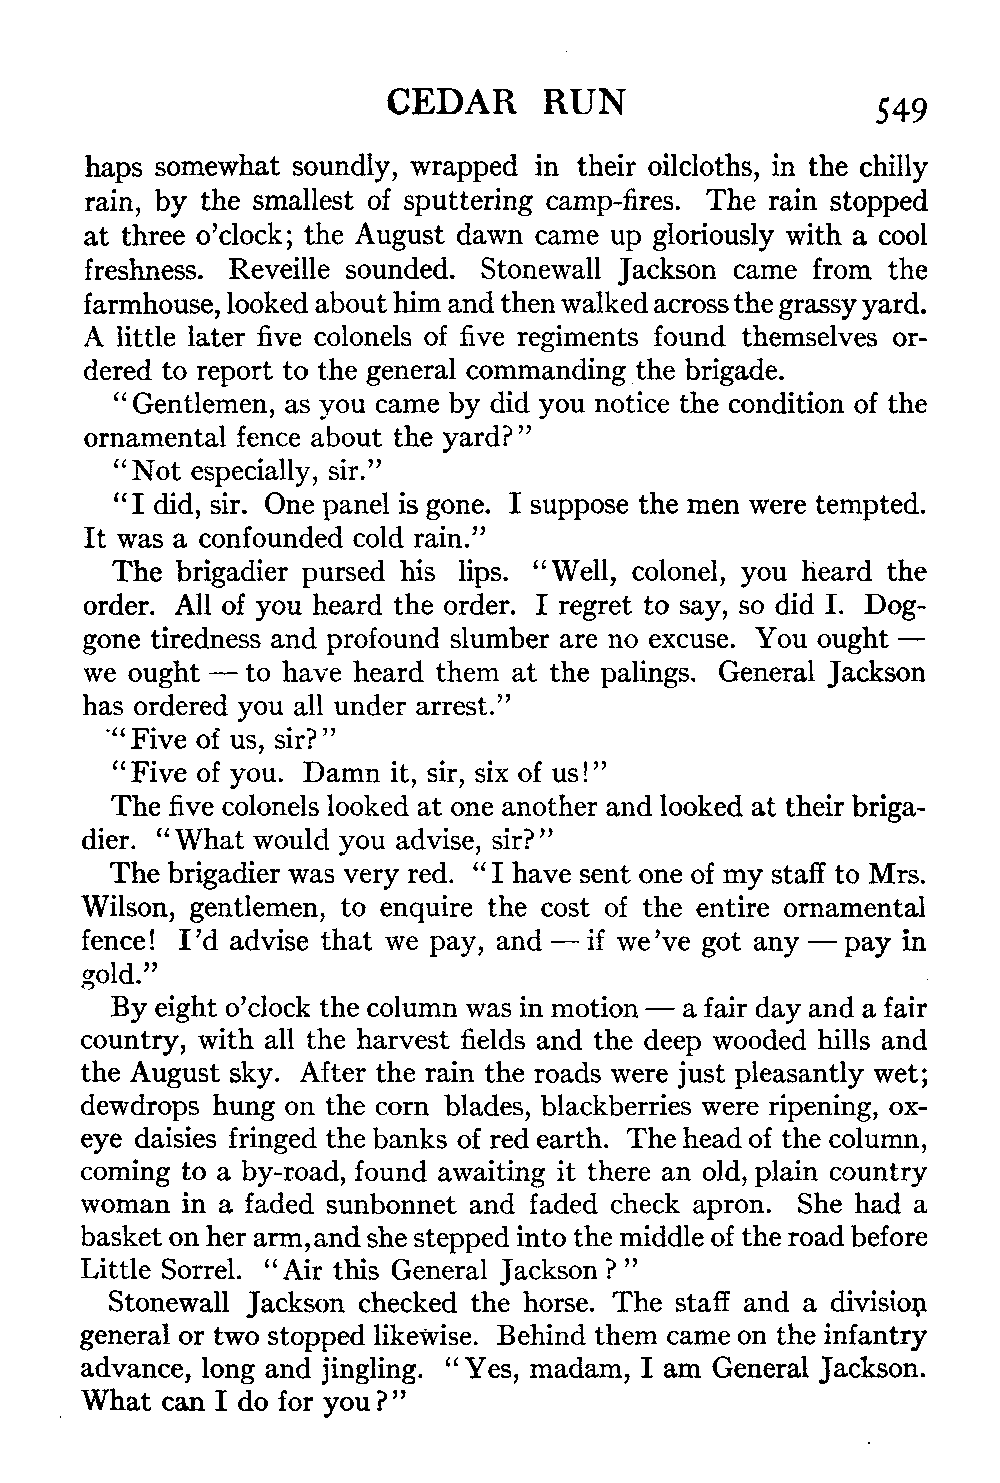 CEDAR RUN 549
haps somewhat soundly, wrapped in their oilcloths, in the chilly
rain, by the smallest of sputtering camp-fires. The rain stopped
at three o'clock; the August dawn came up gloriously with a cool
freshness. Reveille sounded. Stonewall Jackson came from the
farmhouse, looked about him and then walked across the grassy yard.
A little later five colonels of five regiments found themselves or-
dered to report to the general commanding the brigade.
"Gentlemen, as you came by did you notice the condition of the
ornamental fence about the yard?"
"Not especially, sir."
"I did, sir. One panel is gone. I suppose the men were tempted.
It was a confounded cold rain."
The brigadier pursed his lips. "Well, colonel, you heard the
order. All of you heard the order. I regret to say, so did I. Dog-
gone tiredness and profound slumber are no excuse. You ought —
we ought — to have heard them at the palings. General Jackson
has ordered you all under arrest."
"Five of us, sir?"
"Five of you. Damn it, sir, six of us!"
The five colonels looked at one another and looked at their briga-
dier. "What would you advise, sir?"
The brigadier was very red. "I have sent one of my staff to Mrs.
Wilson, gentlemen, to enquire the cost of the entire ornamental
fence! I'd advise that we pay, and — if we've got any — pay in
gold."
By eight o'clock the column was in motion — a fair day and a fair
country, with all the harvest fields and the deep wooded hills and
the August sky. After the rain the roads were just pleasantly wet;
dewdrops hung on the corn blades, blackberries were ripening, ox-
eye daisies fringed the banks of red earth. The head of the column,
coming to a by-road, found awaiting it there an old, plain country
woman in a faded sunbonnet and faded check apron. She had a
basket on her arm, and she stepped into the middle of the road before
Little Sorrel. "Air this General Jackson?"
Stonewall Jackson checked the horse. The staff and a division
general or two stopped likewise. Behind them came on the infantry
advance, long and jingling. "Yes, madam, I am General Jackson.
What can I do for you?"